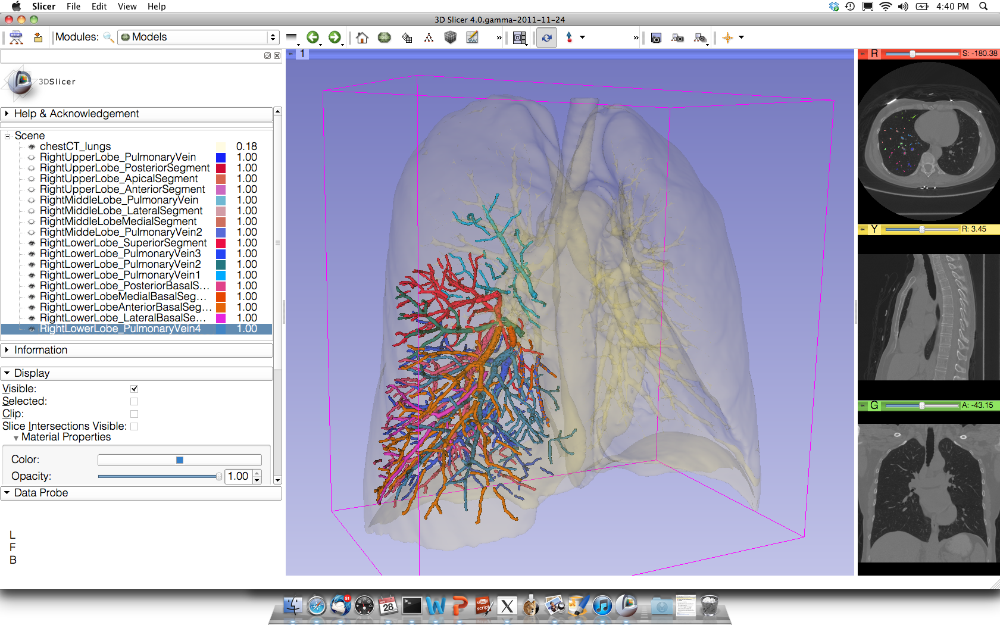 Slicer File Edit View Help 4:40 PM
3D Slicer 4.0.gamma-2011-11-24
Modules: Models » »
1
R S: -180.38
3DSlicer
Help & Acknowledgement
Scene
chestCT_lungs 0.18
RightUpperLobe_PulmonaryVein 1.00
RightUpperLobe_PosteriorSegment 1.00
RightUpperLobe_ApicalSegment 1.00
RightUpperLobe_AnteriorSegment 1.00
RightMiddleLobe_PulmonaryVein 1.00
RightMiddleLobe_LateralSegment 1.00
RightMiddleLobeMedialSegment 1.00
RightMiddeLobe_PulmonaryVein2 1.00
RightLowerLobe_SuperiorSegment 1.00
RightLowerLobe_PulmonaryVein3 1.00
RightLowerLobe_PulmonaryVein2 1.00
RightLowerLobe_PulmonaryVein1 1.00
RightLowerLobe_PosteriorBasalS... 1.00
RightLowerLobeMedialBasalSeg... 1.00
RightLowerLobeAnteriorBasalSeg... 1.00
RightLowerLobe_LateralBasalSe... 1.00
RightLowerLobe_PulmonaryVein4 1.00
Y R: 3.45
Information
Display
Visible:
Selected:
Clip:
Slice Intersections Visible:
Material Properties
Color:
Opacity: 1.00
Data Probe
G A: -43.15
L
F
B
51
28
script